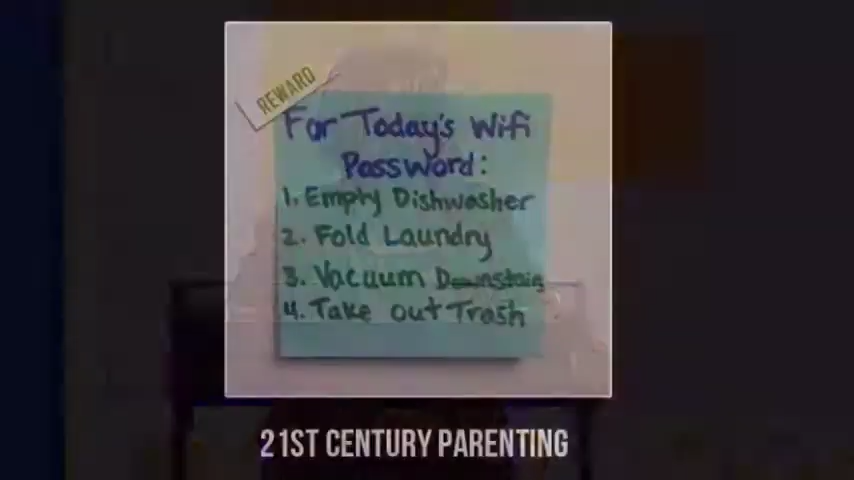 REWARD
For Today's Wifi
Password:
1. Empty Dishwasher
2. Fold Laundry
3. Vacuum Downstairs
4. Take out Trash
21ST CENTURY PARENTING